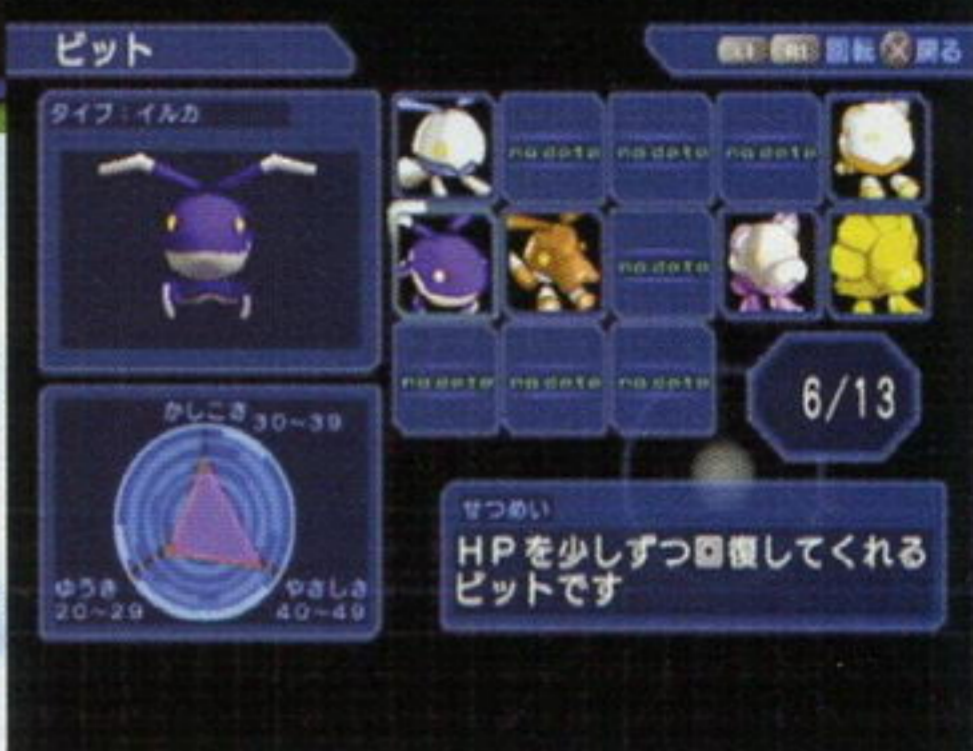 ピット
L1 R1 回転 × 戻る
タイプ:イルカ
no data no data no data
no data
no data no data no data
6/13
かしこさ 30~39
ゆうき
20~29
やさしさ
40~49
せつめい
HPを少しずつ回復してくれる
ピットです